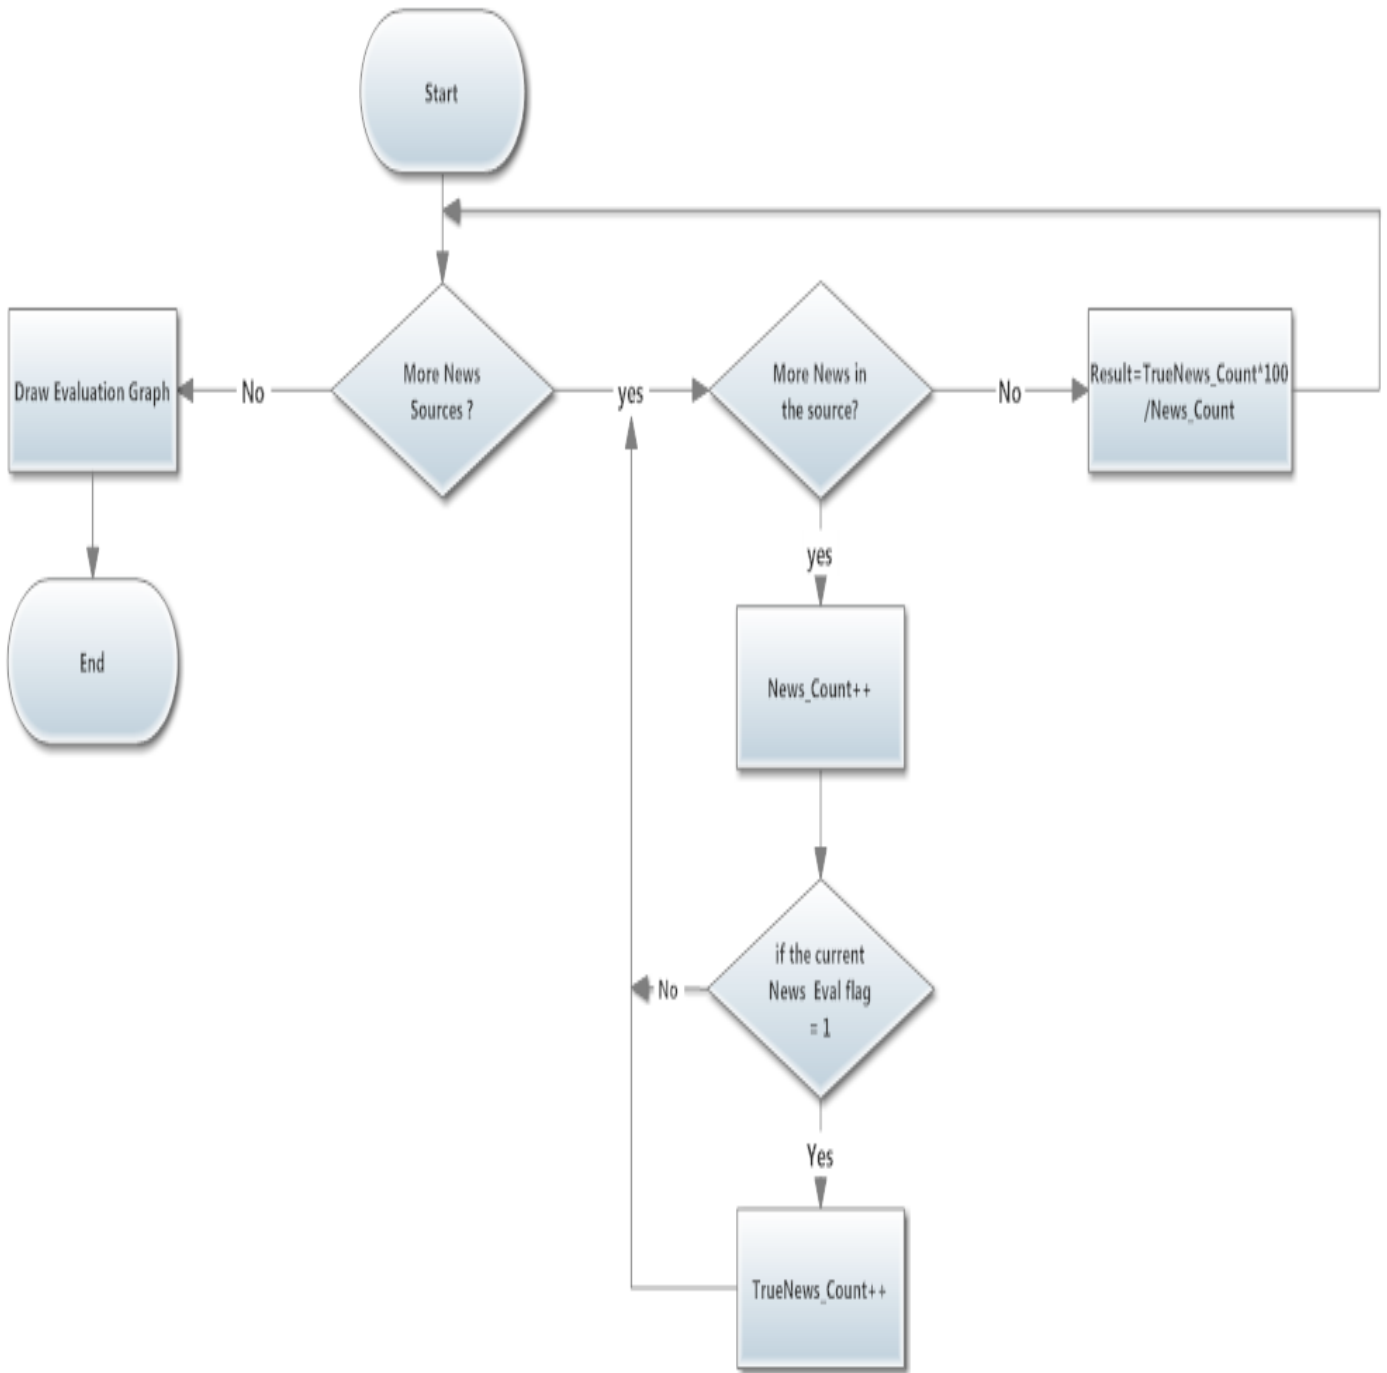 Start
More News
Sources ?
No
Draw Evaluation Graph
End
yes
More News in
the source?
No
Result=TrueNews_Count*100
/News_Count
yes
News_Count++
if the current
News Eval flag
= 1
No
Yes
TrueNews_Count++